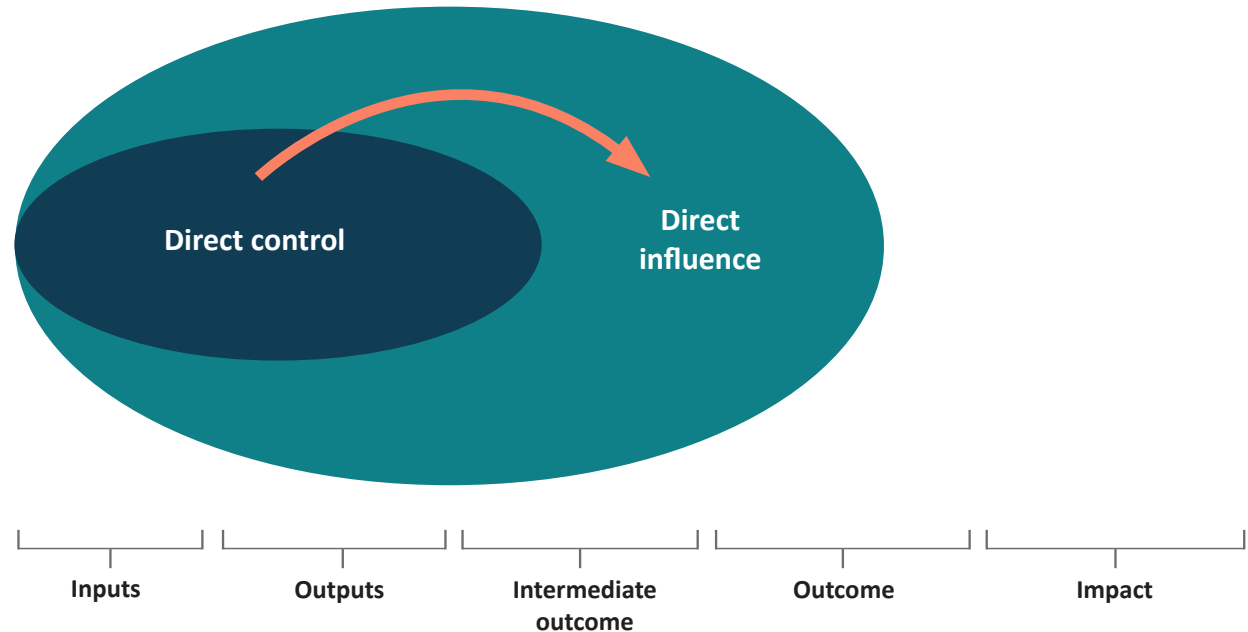 Direct control
Direct
influence
Inputs
Outputs
Intermediate
outcome
Outcome
Impact